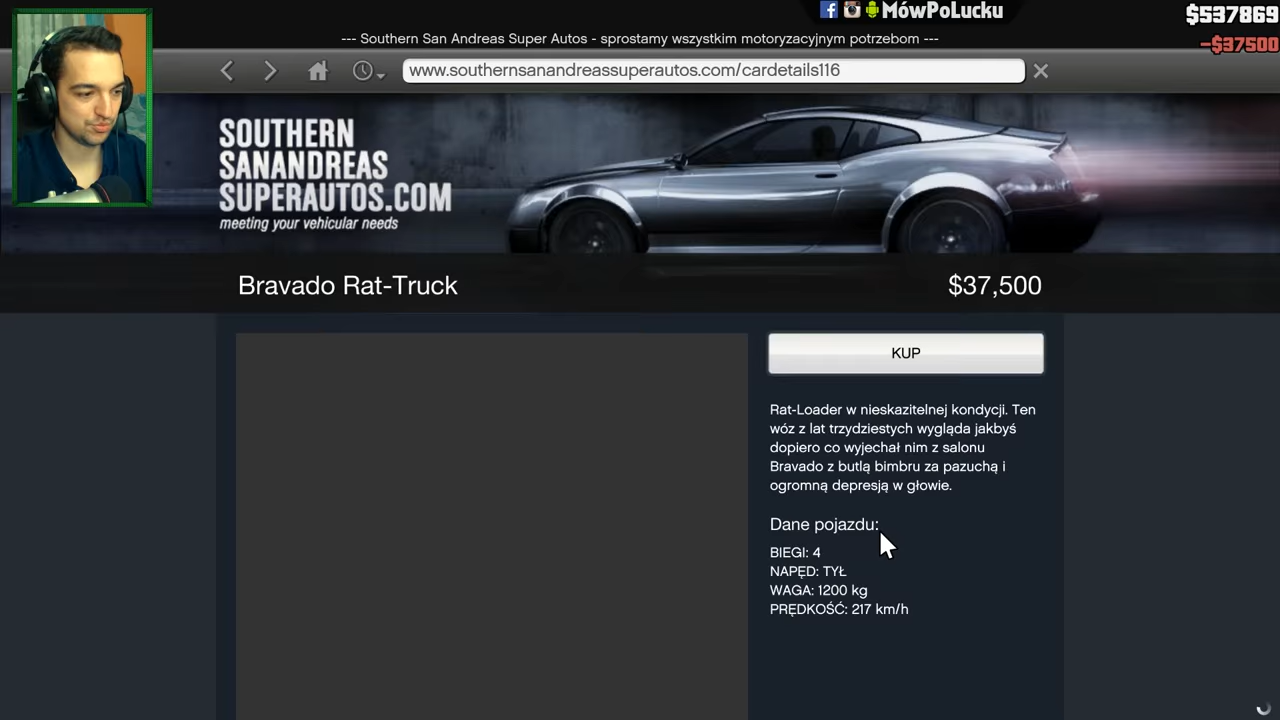 MówPoLucku
$537869
-$37500
--- Southern San Andreas Super Autos - sprostamy wszystkim motoryzacyjnym potrzebom ---
www.southernsanandreassuperautos.com/cardetails116
SOUTHERN
SANANDREAS
SUPERAUTOS.COM
meeting your vehicular needs
Bravado Rat-Truck
$37,500
KUP
Rat-Loader w nieskazitelnej kondycji. Ten
wóz z lat trzydziestych wygląda jakbyś
dopiero co wyjechał nim z salonu
Bravado z butlą bimbru za pazuchą i
ogromną depresją w głowie.
Dane pojazdu:
BIEGI: 4
NAPĘD: TYŁ
WAGA: 1200 kg
PRĘDKOŚĆ: 217 km/h